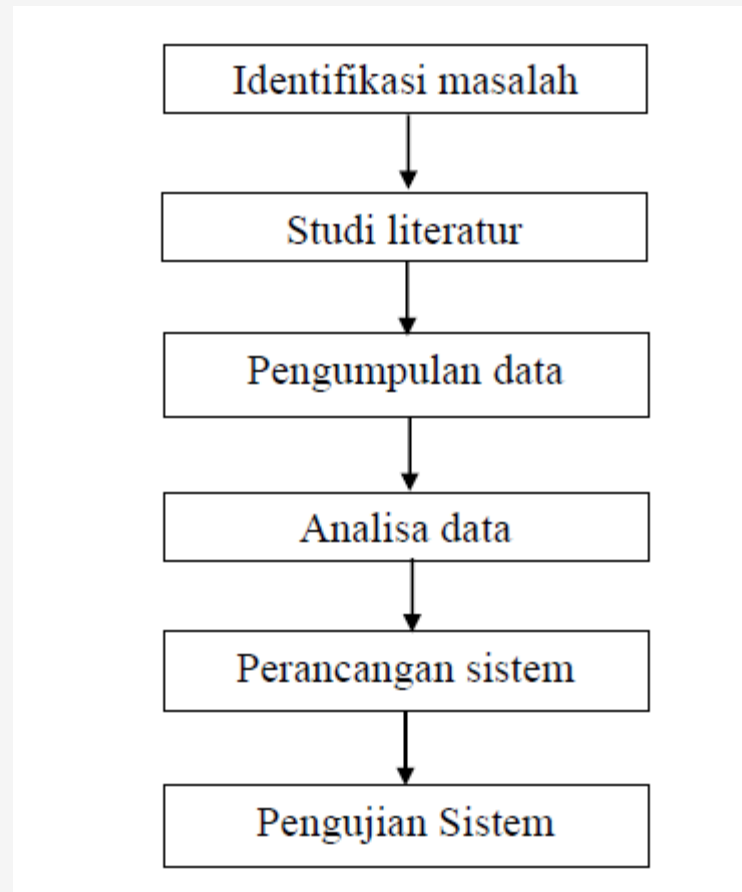 Identifikasi masalah
Studi literatur
Pengumpulan data
Analisa data
Perancangan sistem
Pengujian Sistem